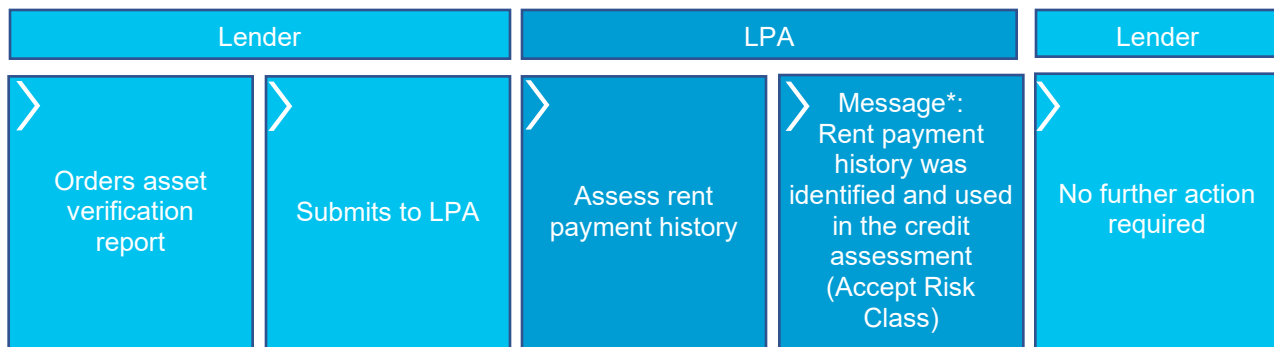 Lender
LPA
Lender
Orders asset
verification
report
Submits to LPA
Assess rent
payment history
Message*:
Rent payment
history was
identified and used
in the credit
assessment
(Accept Risk
Class)
No further action
required